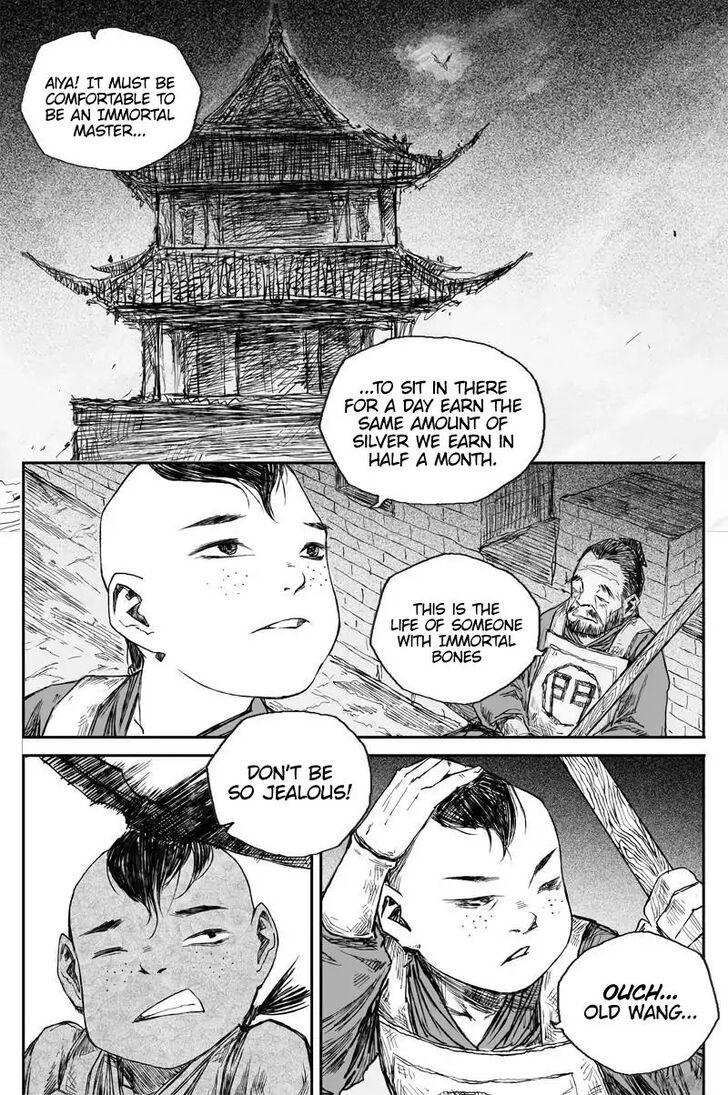 AIYA! IT MUST BE
COMFORTABLE TO
BE AN IMMORTAL
MASTER...
...TO SIT IN THERE
FOR A DAY EARN THE
SAME AMOUNT OF
SILVER WE EARN IN
HALF A MONTH.
THIS IS THE
LIFE OF SOMEONE
WITH IMMORTAL
BONES
DON'T BE
SO JEALOUS!
OUCH...
OLD WANG...